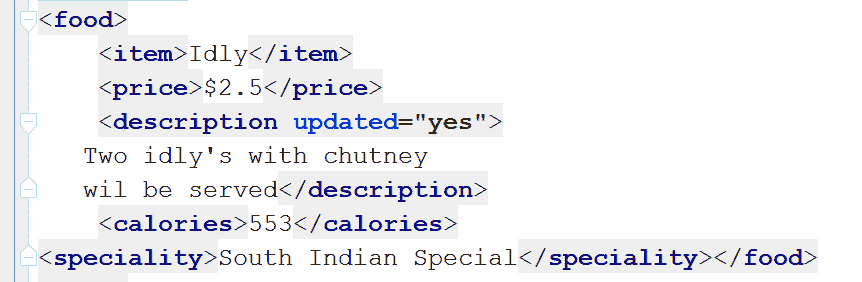 <food>
<item>Idly</item>
<price>$2.5</price>
<description updated="yes">
Two idly's with chutney
wil be served</description>
<calories>553</calories>
<speciality>South Indian Special</speciality></food>